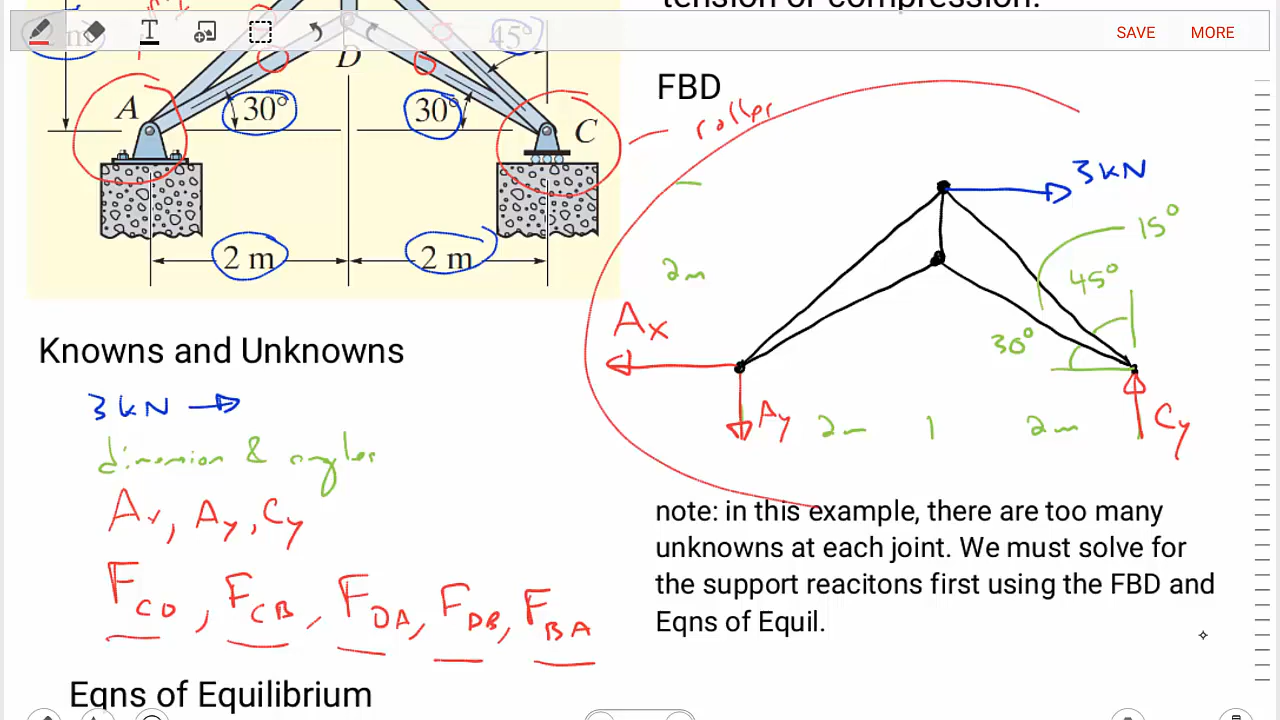 tension or compression.
T
SAVE
MORE
m
45°
D
A
30°
30°
C
roller
2 m
2 m
FBD
3 kN
15°
45°
30°
2m
Ax
Ay
2m
2m
Cy
Knowns and Unknowns
3 kN →
dimension & angles
Ax, Ay, Cy
FCD, FCB, FDA, FDB, FBA
note: in this example, there are too many
unknowns at each joint. We must solve for
the support reacitons first using the FBD and
Eqns of Equil.
Eqns of Equilibrium